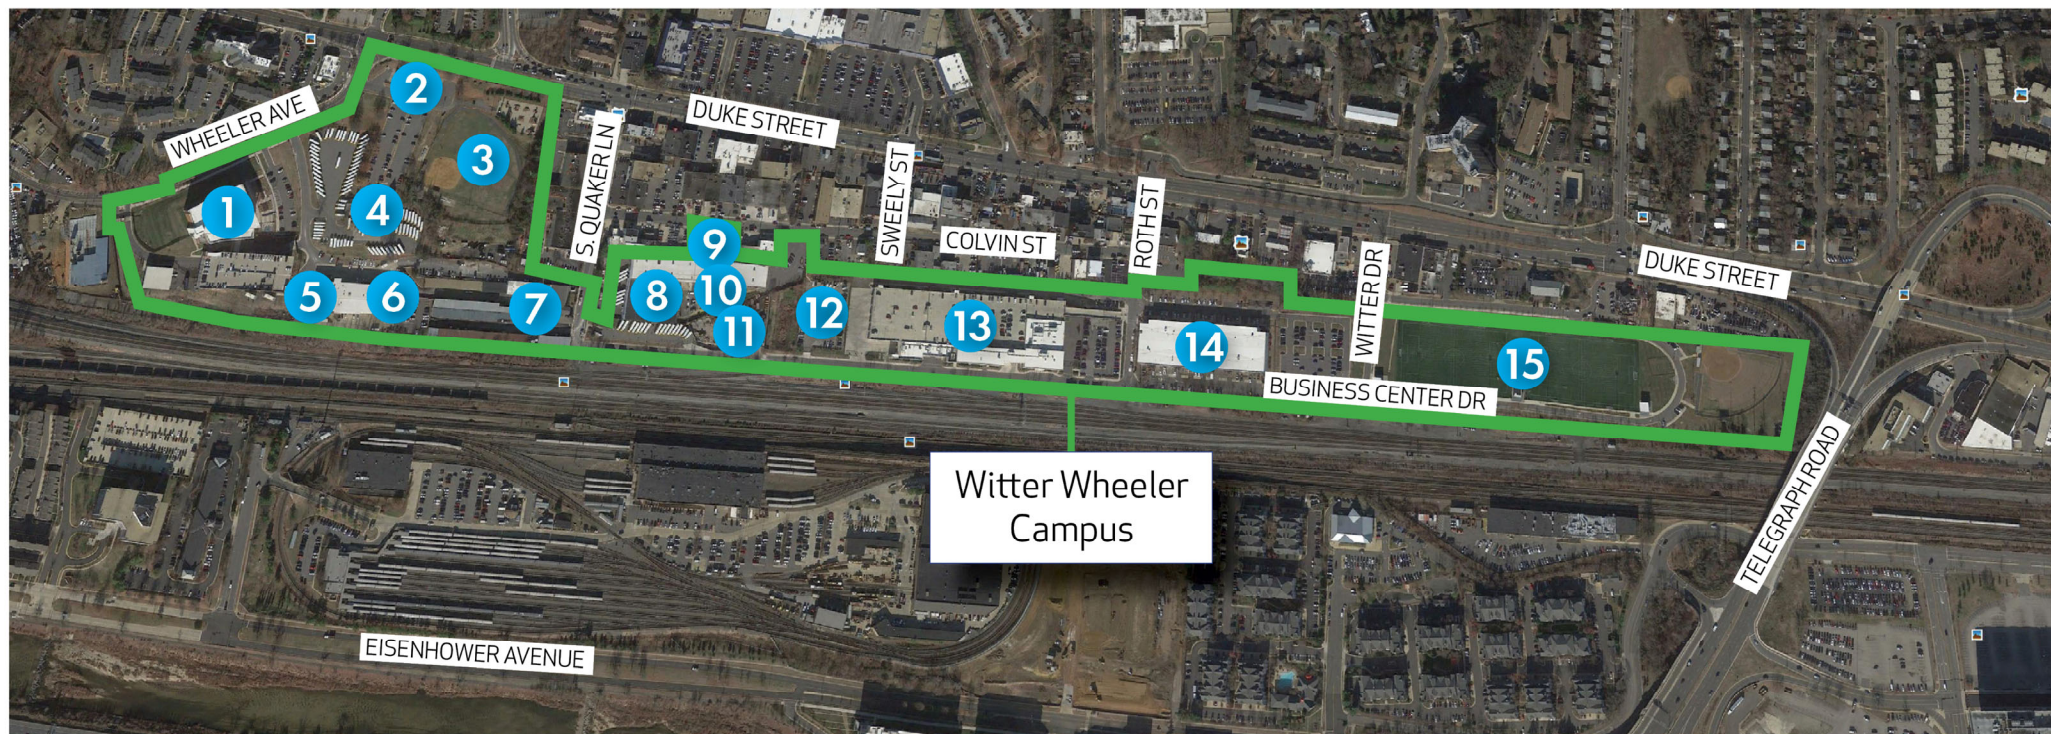 2
WHEELER AVE
3
DUKE STREET
S. QUAKER LN
SWEELY ST
ROTH ST
1
4
9
COLVIN ST
WITTER DR
DUKE STREET
5
6
7
8
10
11
12
13
14
15
BUSINESS CENTER DR
Witter Wheeler
Campus
TELEGRAPH ROAD
EISENHOWER AVENUE